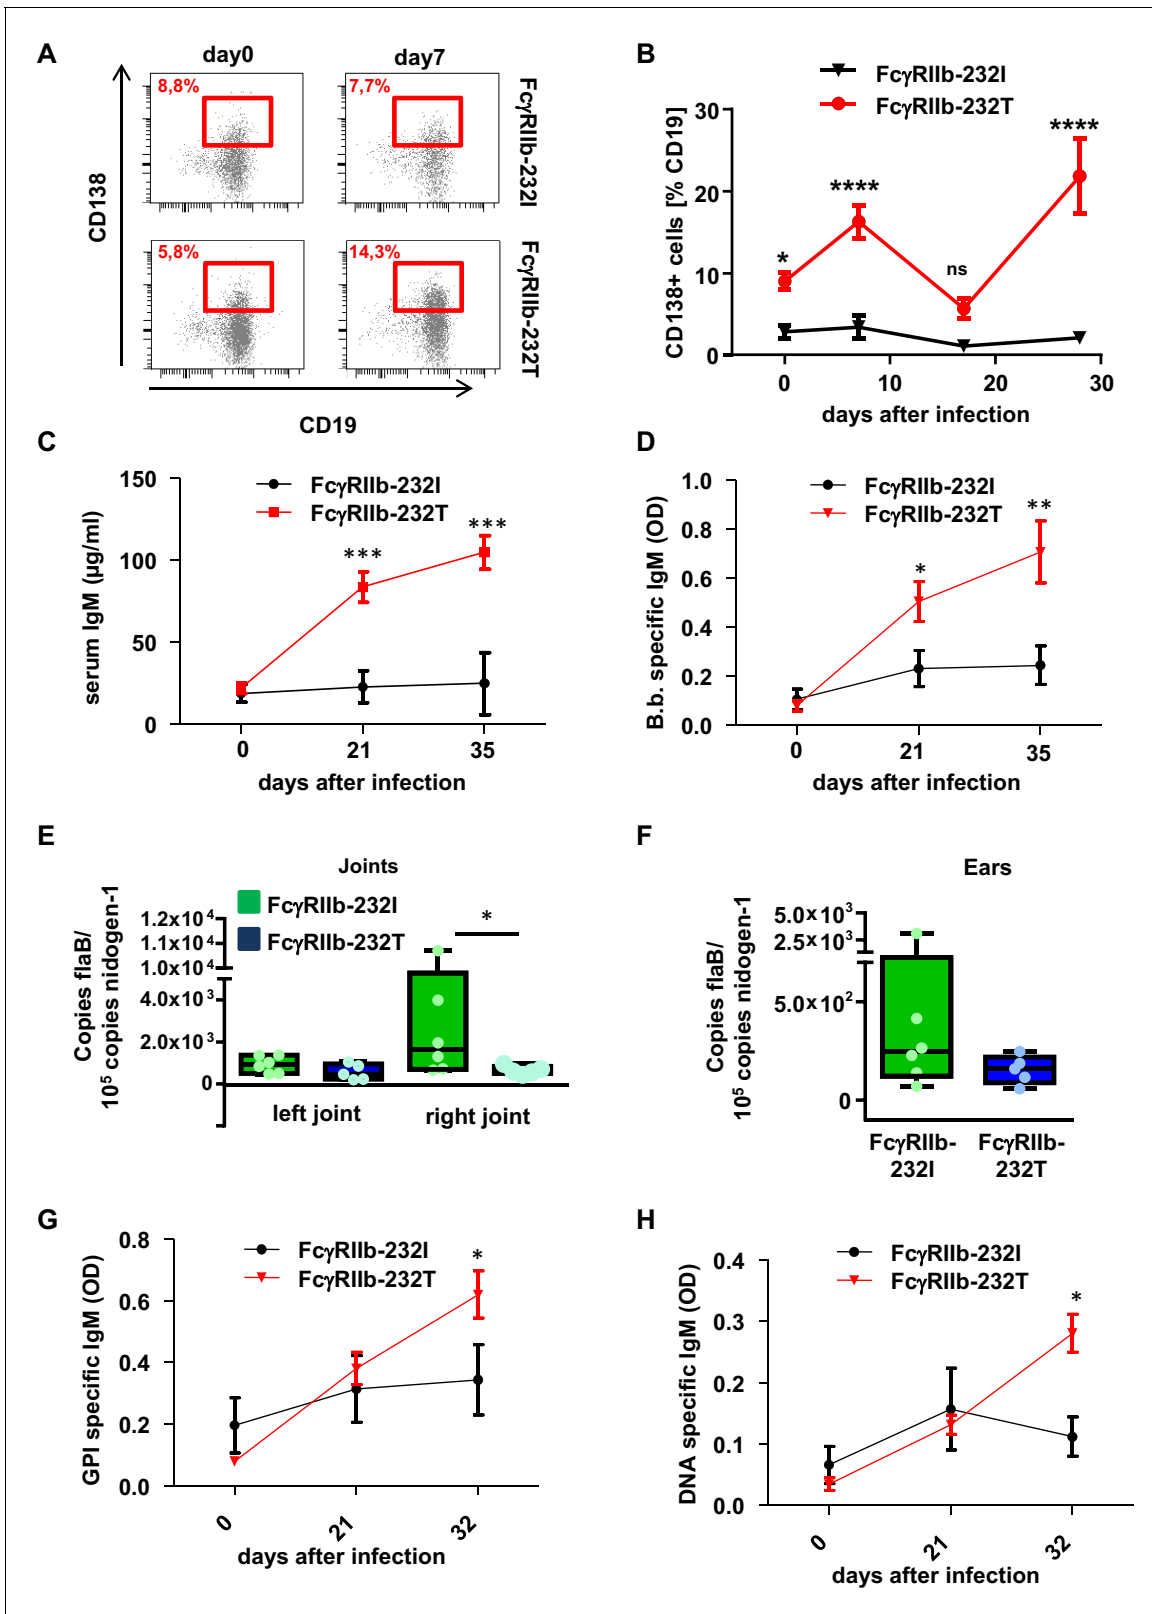 A
day0
day7
8,8%
7,7%
FcγRIIb-232I
5,8%
14,3%
FcγRIIb-232T
CD138
CD19
B
FcγRIIb-232I
FcγRIIb-232T
CD138+ cells [% CD19]
30
20
10
0
*
****
ns
****
0
10
20
30
days after infection
C
FcγRIIb-232I
FcγRIIb-232T
serum IgM (µg/ml)
150
100
50
0
***
***
0
21
35
days after infection
D
FcγRIIb-232I
FcγRIIb-232T
B.b. specific IgM (OD)
1.0
0.8
0.6
0.4
0.2
0.0
*
**
0
21
35
days after infection
E
Joints
FcγRIIb-232I
FcγRIIb-232T
Copies flaB/
10⁵ copies nidogen-1
1.2x10⁴
1.1x10⁴
1.0x10⁴
4.0x10³
2.0x10³
0
*
left joint
right joint
F
Ears
Copies flaB/
10⁵ copies nidogen-1
5.0×10³
2.5×10³
5.0×10²
0
FcγRIIb-
232I
FcγRIIb-
232T
G
FcγRIIb-232I
FcγRIIb-232T
GPI specific IgM (OD)
0.8
0.6
0.4
0.2
0.0
*
0
21
32
days after infection
H
FcγRIIb-232I
FcγRIIb-232T
DNA specific IgM (OD)
0.4
0.3
0.2
0.1
0.0
*
0
21
32
days after infection